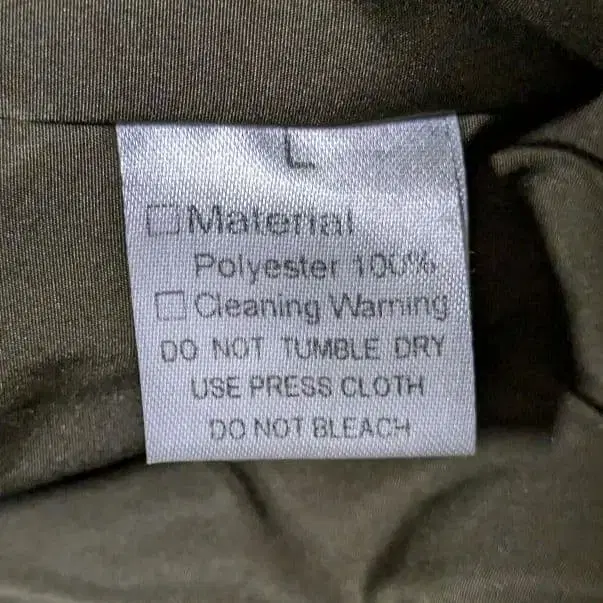 L
☐Material
Polyester 100%
☐Cleaning Warning
DO NOT TUMBLE DRY
USE PRESS CLOTH
DO NOT BLEACH